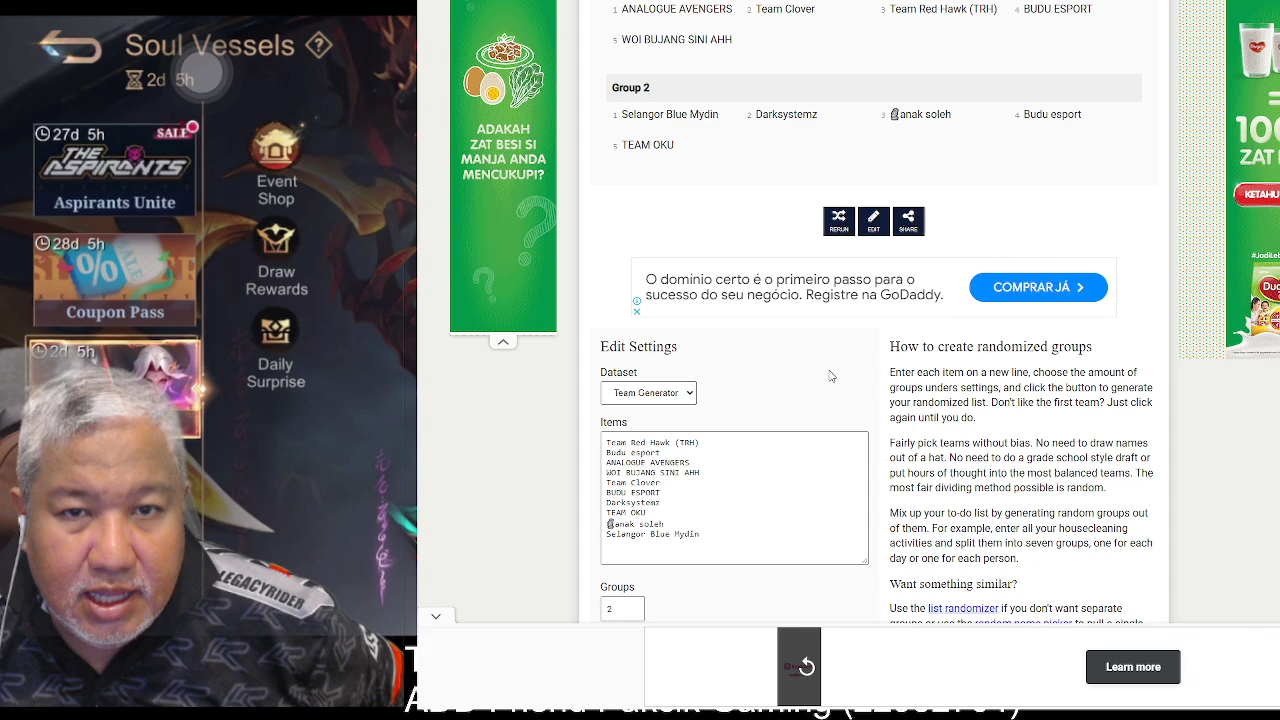 Soul Vessels ?
2d 5h
27d 5h
SALE
THE
ASPIRANTS
Aspirants Unite
28d 5h
%
Coupon Pass
2d 5h
Event
Shop
Draw
Rewards
Daily
Surprise
LEGACYRIDER
ADAKAH
ZAT BESI SI
MANJA ANDA
MENCUKUPI?
1 ANALOGUE AVENGERS 2 Team Clover 3 Team Red Hawk (TRH) 4 BUDU ESPORT
5 WOI BUJANG SINI AHH
Group 2
1 Selangor Blue Mydin 2 Darksystemz 3 anak soleh 4 Budu esport
5 TEAM OKU
RERUN EDIT SHARE
O domínio certo é o primeiro passo para o
sucesso do seu negócio. Registre na GoDaddy.
COMPRAR JÁ
Edit Settings
Dataset
Team Generator
Items
Team Red Hawk (TRH)
Budu esport
ANALOGUE AVENGERS
WOI BUJANG SINI AHH
Team Clover
BUDU ESPORT
Darksystemz
TEAM OKU
anak soleh
Selangor Blue Mydin
Groups
2
How to create randomized groups
Enter each item on a new line, choose the amount of
groups unders settings, and click the button to generate
your randomized list. Don't like the first team? Just click
again until you do.
Fairly pick teams without bias. No need to draw names
out of a hat. No need to do a grade school style draft or
put hours of thought into the most balanced teams. The
most fair dividing method possible is random.
Mix up your to-do list by generating random groups out
of them. For example, enter all your housecleaning
activities and split them into seven groups, one for each
day or one for each person.
Want something similar?
Use the list randomizer if you don't want separate
Learn more